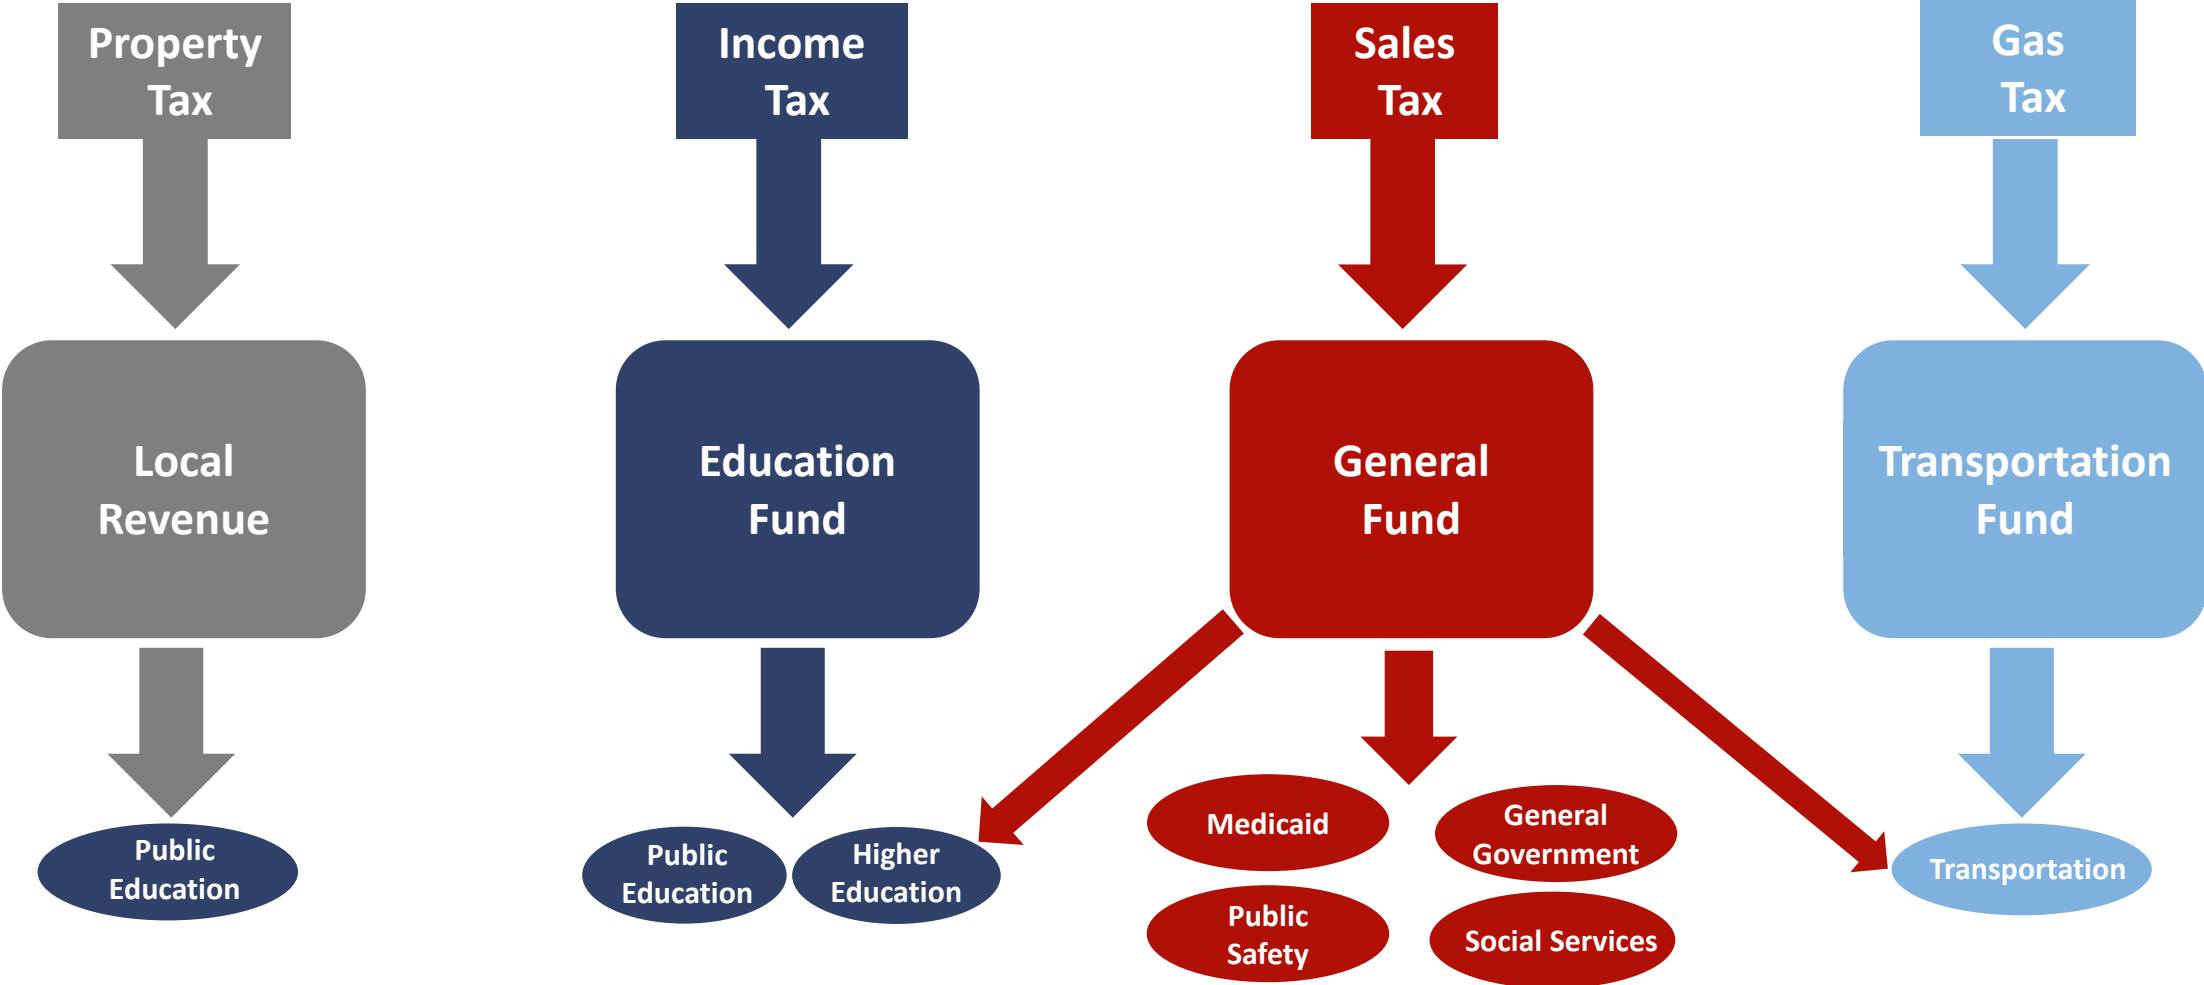 Property
Tax
Income
Tax
Sales
Tax
Gas
Tax
Local
Revenue
Education
Fund
General
Fund
Transportation
Fund
Public
Education
Public
Education
Higher
Education
Medicaid
General
Government
Public
Safety
Social Services
Transportation